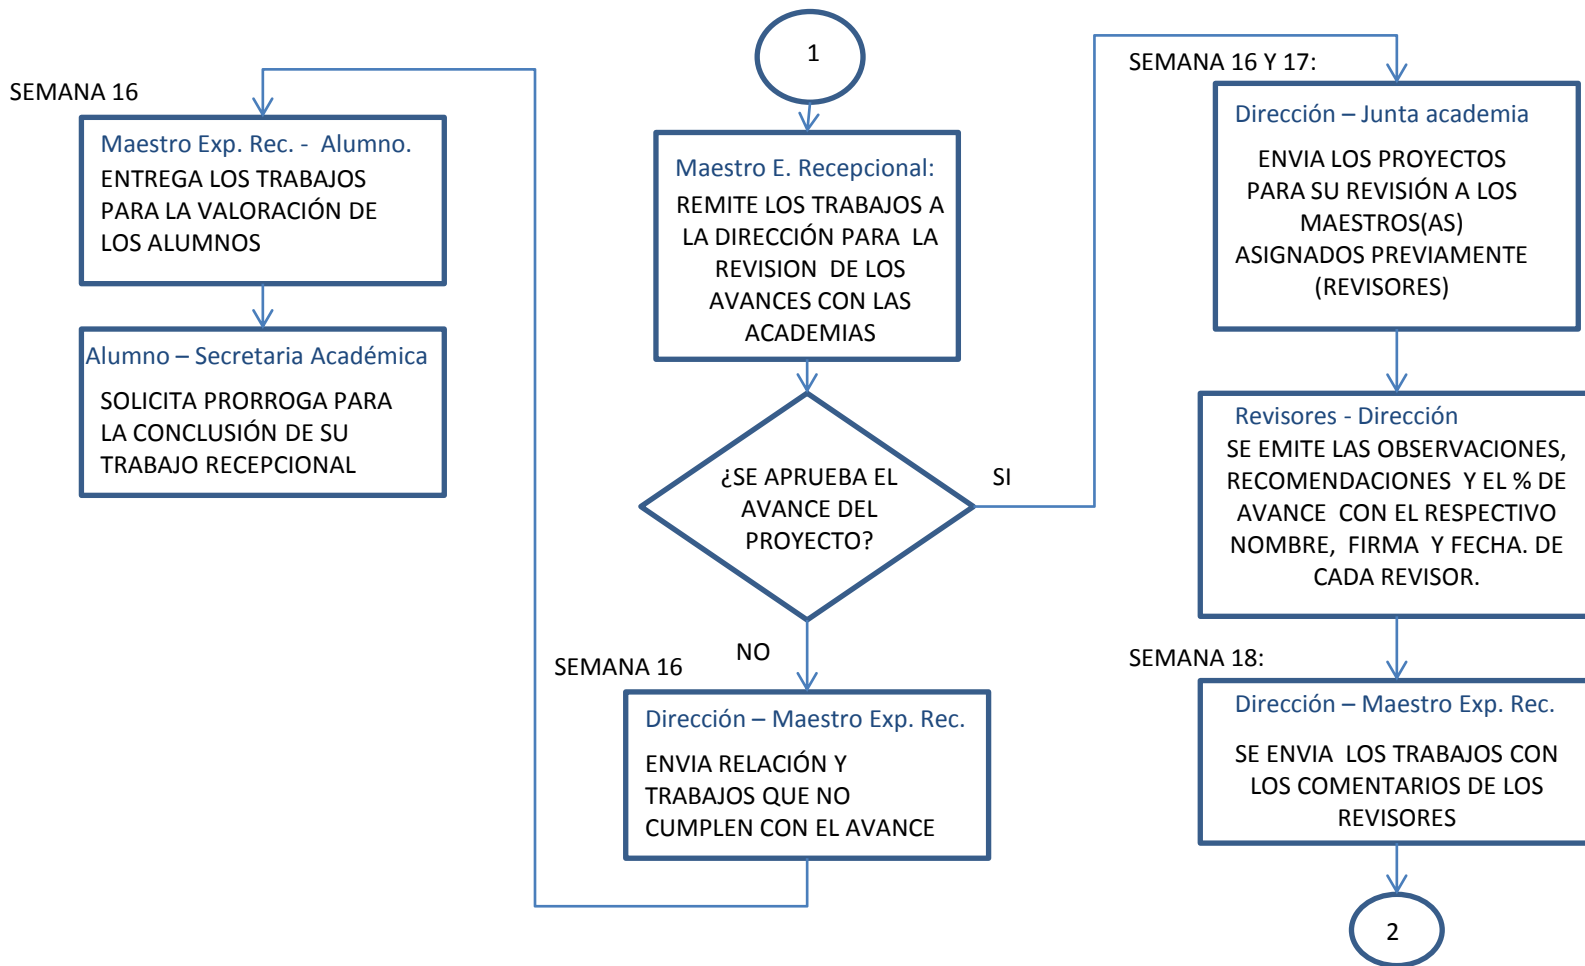 1
Maestro E. Recepcional:
REMITE LOS TRABAJOS A
LA DIRECCIÓN PARA LA
REVISION DE LOS
AVANCES CON LAS
ACADEMIAS
¿SE APRUEBA EL
AVANCE DEL
PROYECTO?
SI
NO
SEMANA 16
Dirección – Maestro Exp. Rec.
ENVIA RELACIÓN Y
TRABAJOS QUE NO
CUMPLEN CON EL AVANCE
SEMANA 16
Maestro Exp. Rec. - Alumno.
ENTREGA LOS TRABAJOS
PARA LA VALORACIÓN DE
LOS ALUMNOS
Alumno – Secretaria Académica
SOLICITA PRORROGA PARA
LA CONCLUSIÓN DE SU
TRABAJO RECEPCIONAL
SEMANA 16 Y 17:
Dirección – Junta academia
ENVIA LOS PROYECTOS
PARA SU REVISIÓN A LOS
MAESTROS(AS)
ASIGNADOS PREVIAMENTE
(REVISORES)
Revisores - Dirección
SE EMITE LAS OBSERVACIONES,
RECOMENDACIONES Y EL % DE
AVANCE CON EL RESPECTIVO
NOMBRE, FIRMA Y FECHA. DE
CADA REVISOR.
SEMANA 18:
Dirección – Maestro Exp. Rec.
SE ENVIA LOS TRABAJOS CON
LOS COMENTARIOS DE LOS
REVISORES
2